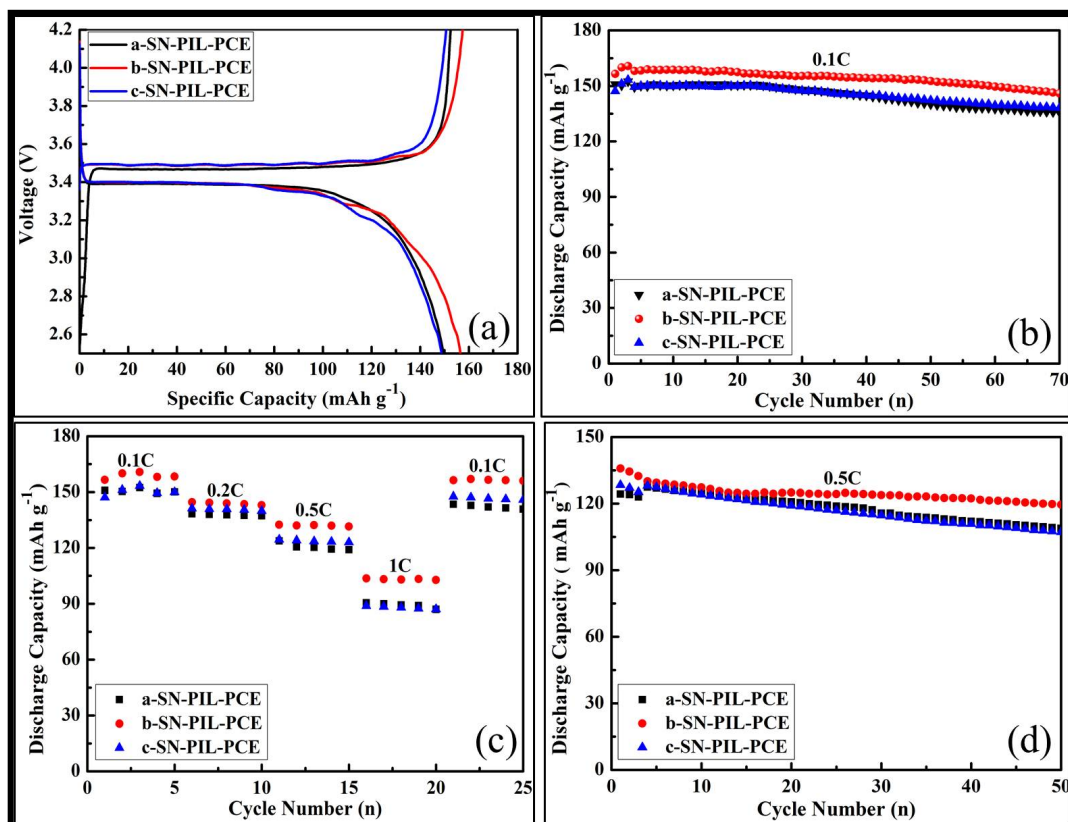 4.2
4.0
3.8
3.6
3.4
3.2
3.0
2.8
2.6
Voltage (V)
a-SN-PIL-PCE
b-SN-PIL-PCE
c-SN-PIL-PCE
(a)
0 20 40 60 80 100 120 140 160 180
Specific Capacity (mAh g⁻¹)
180
150
120
90
60
30
0
Discharge Capacity (mAh g⁻¹)
0.1C
a-SN-PIL-PCE
b-SN-PIL-PCE
c-SN-PIL-PCE
(b)
0 10 20 30 40 50 60 70
Cycle Number (n)
180
150
120
90
60
30
0
Discharge Capacity (mAh g⁻¹)
0.1C
0.2C
0.5C
1C
0.1C
a-SN-PIL-PCE
b-SN-PIL-PCE
c-SN-PIL-PCE
(c)
0 5 10 15 20 25
Cycle Number (n)
150
120
90
60
30
0
Discharge Capacity ( mAh g⁻¹)
0.5C
a-SN-PIL-PCE
b-SN-PIL-PCE
c-SN-PIL-PCE
(d)
0 10 20 30 40 50
Cycle Number (n)